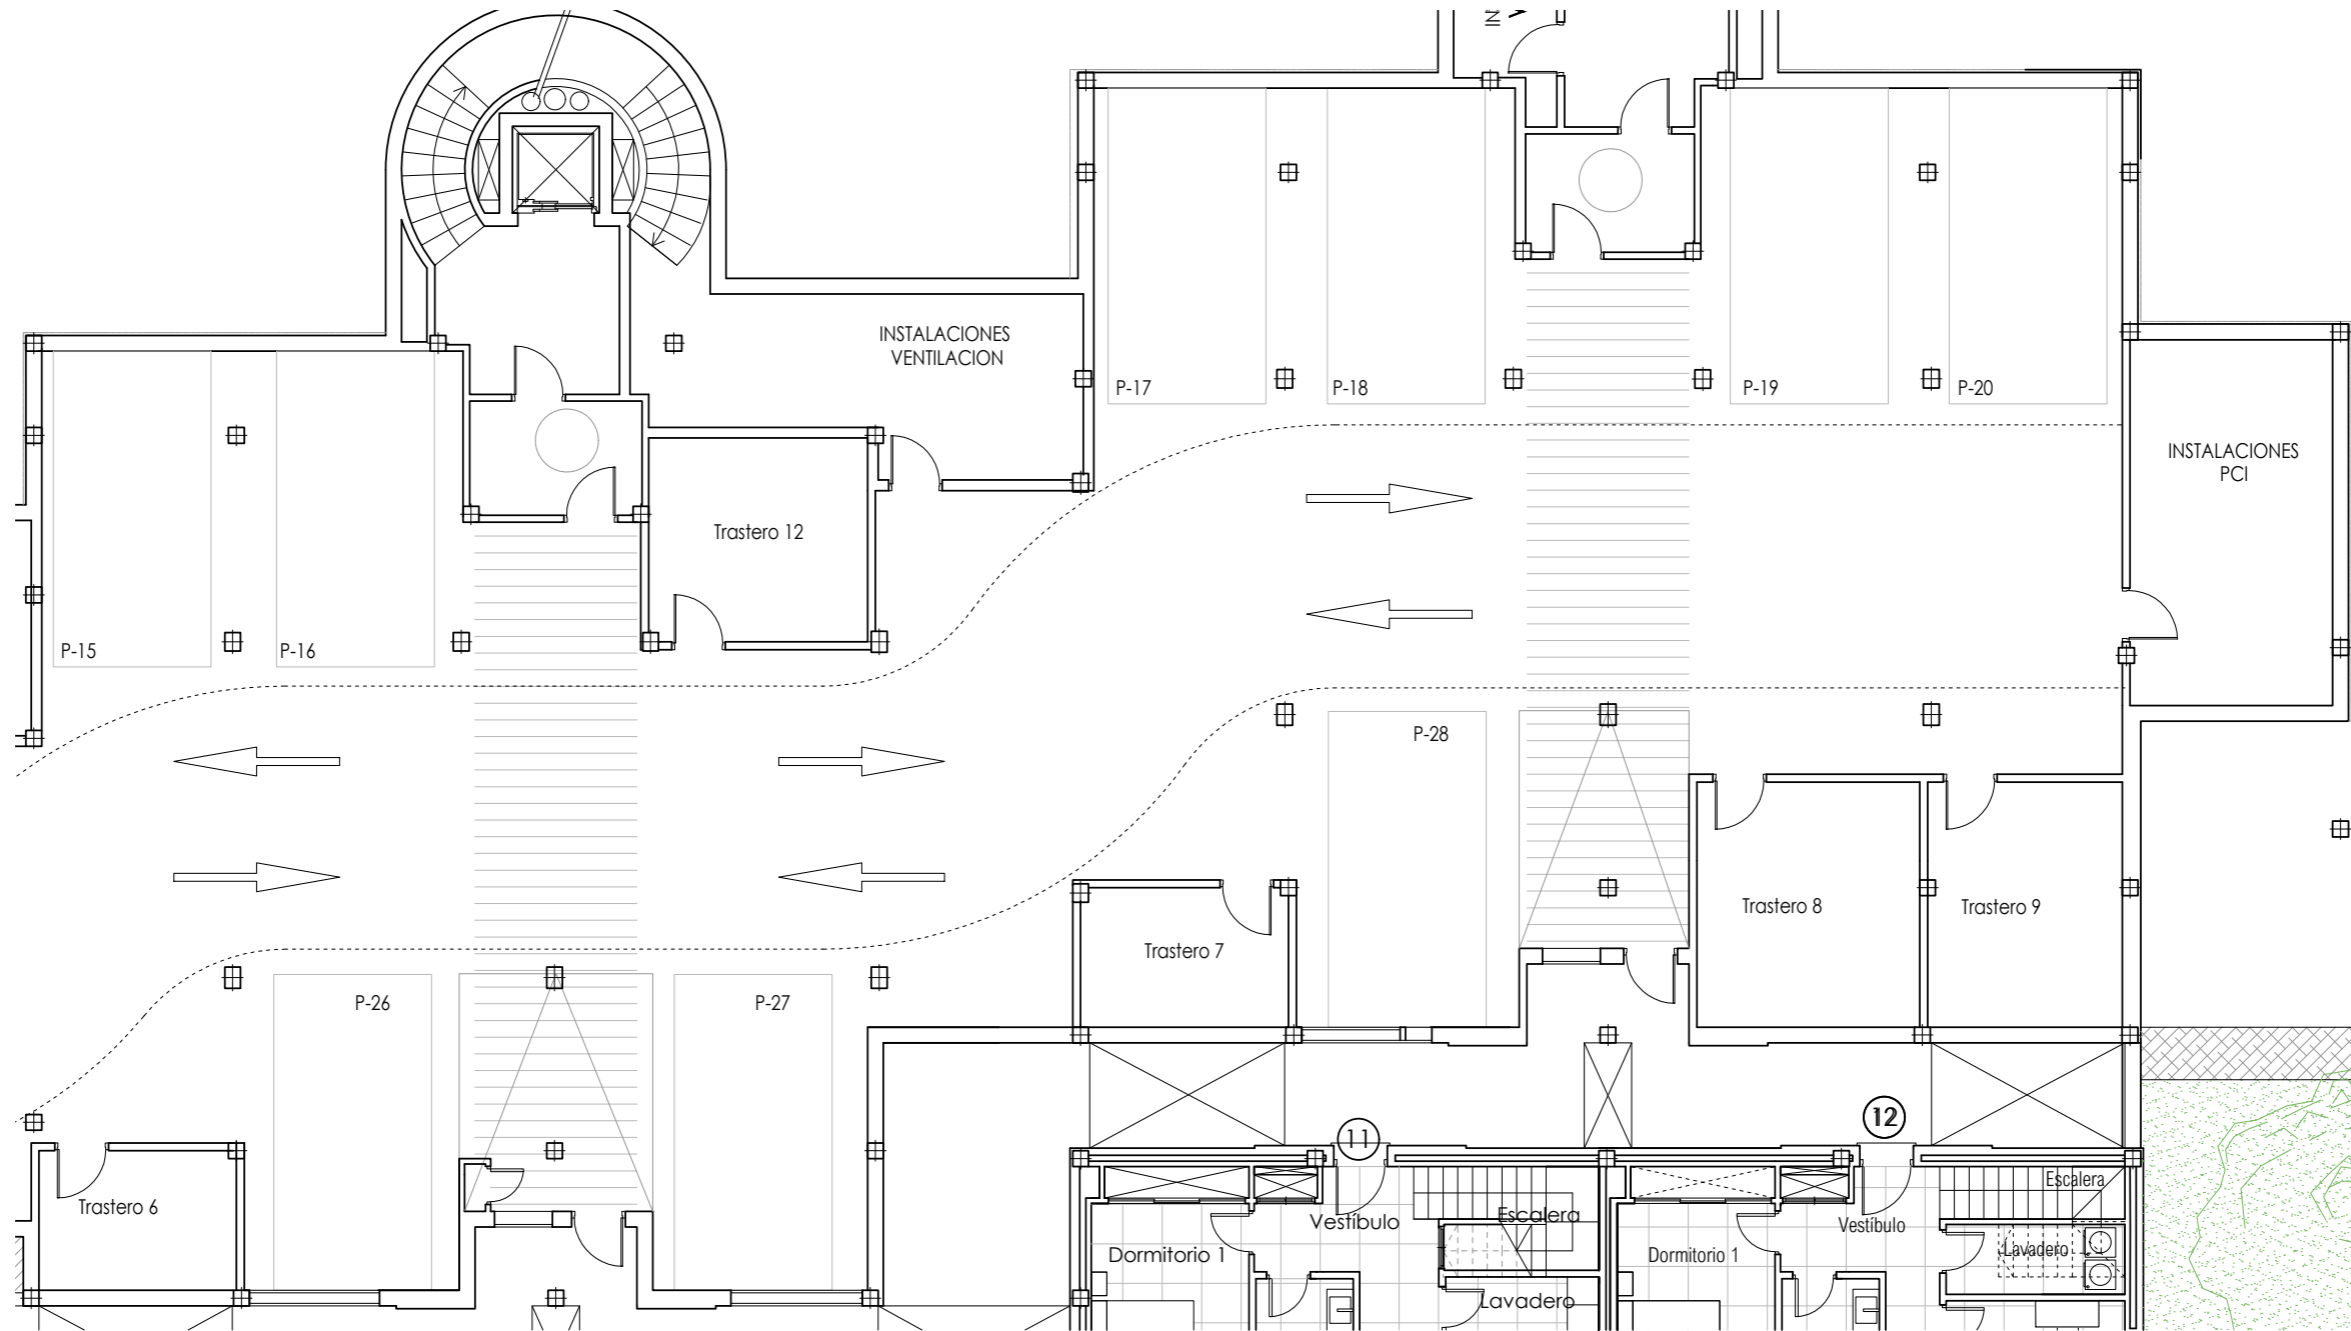 IN
INSTALACIONES
VENTILACION
P-17
P-18
P-19
P-20
INSTALACIONES
PCI
Trastero 12
P-15
P-16
P-28
Trastero 8
Trastero 9
Trastero 7
P-26
P-27
11
12
Trastero 6
Escalera
Vestíbulo
Escalera
Vestíbulo
Dormitorio 1
Dormitorio 1
Lavadero
Lavadero